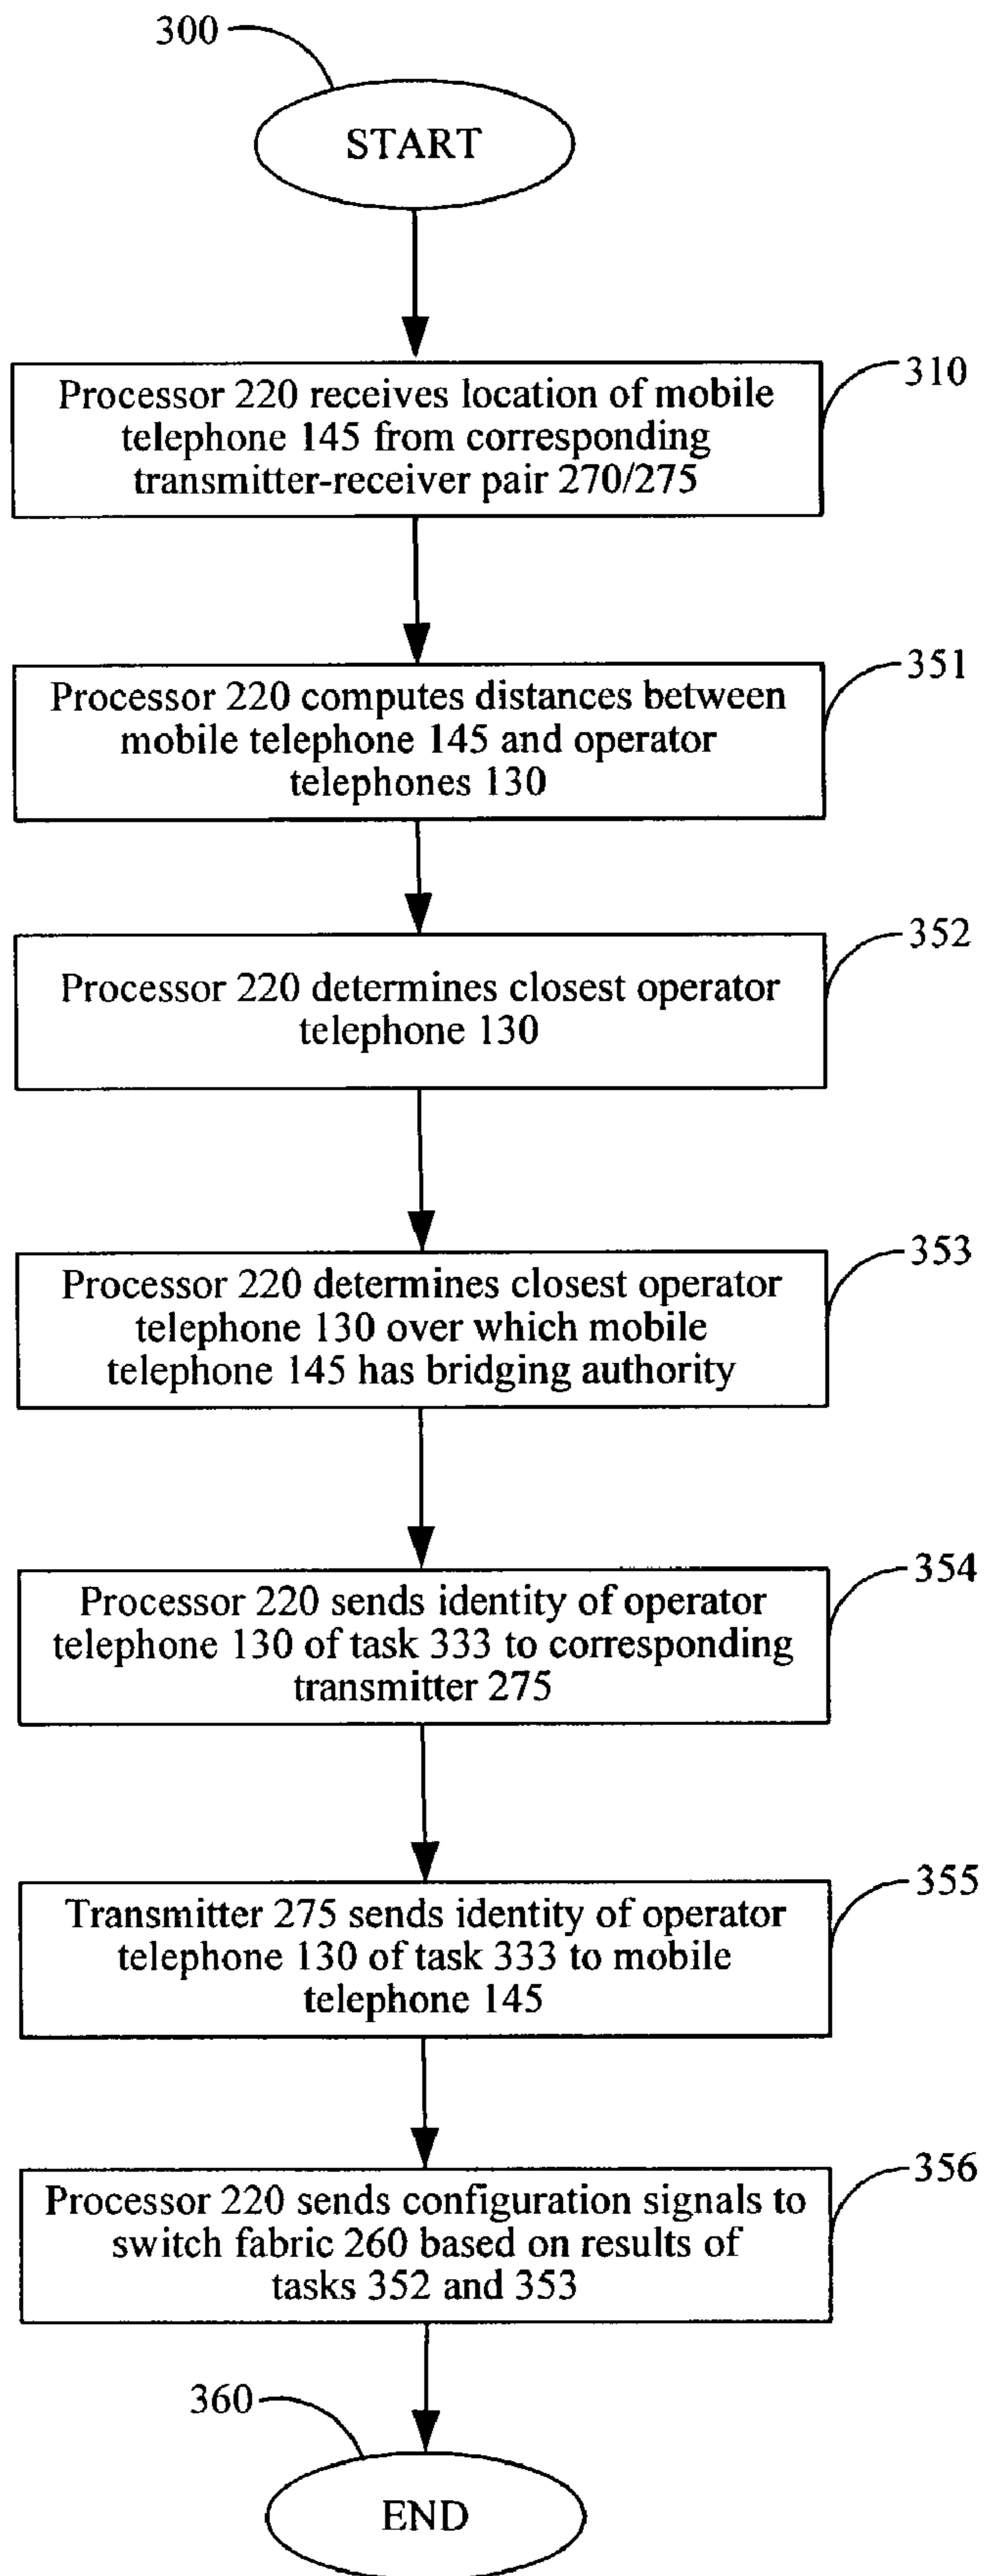 300
START
310
Processor 220 receives location of mobile
telephone 145 from corresponding
transmitter-receiver pair 270/275
351
Processor 220 computes distances between
mobile telephone 145 and operator
telephones 130
352
Processor 220 determines closest operator
telephone 130
353
Processor 220 determines closest operator
telephone 130 over which mobile
telephone 145 has bridging authority
354
Processor 220 sends identity of operator
telephone 130 of task 333 to corresponding
transmitter 275
355
Transmitter 275 sends identity of operator
telephone 130 of task 333 to mobile
telephone 145
356
Processor 220 sends configuration signals to
switch fabric 260 based on results of
tasks 352 and 353
360
END